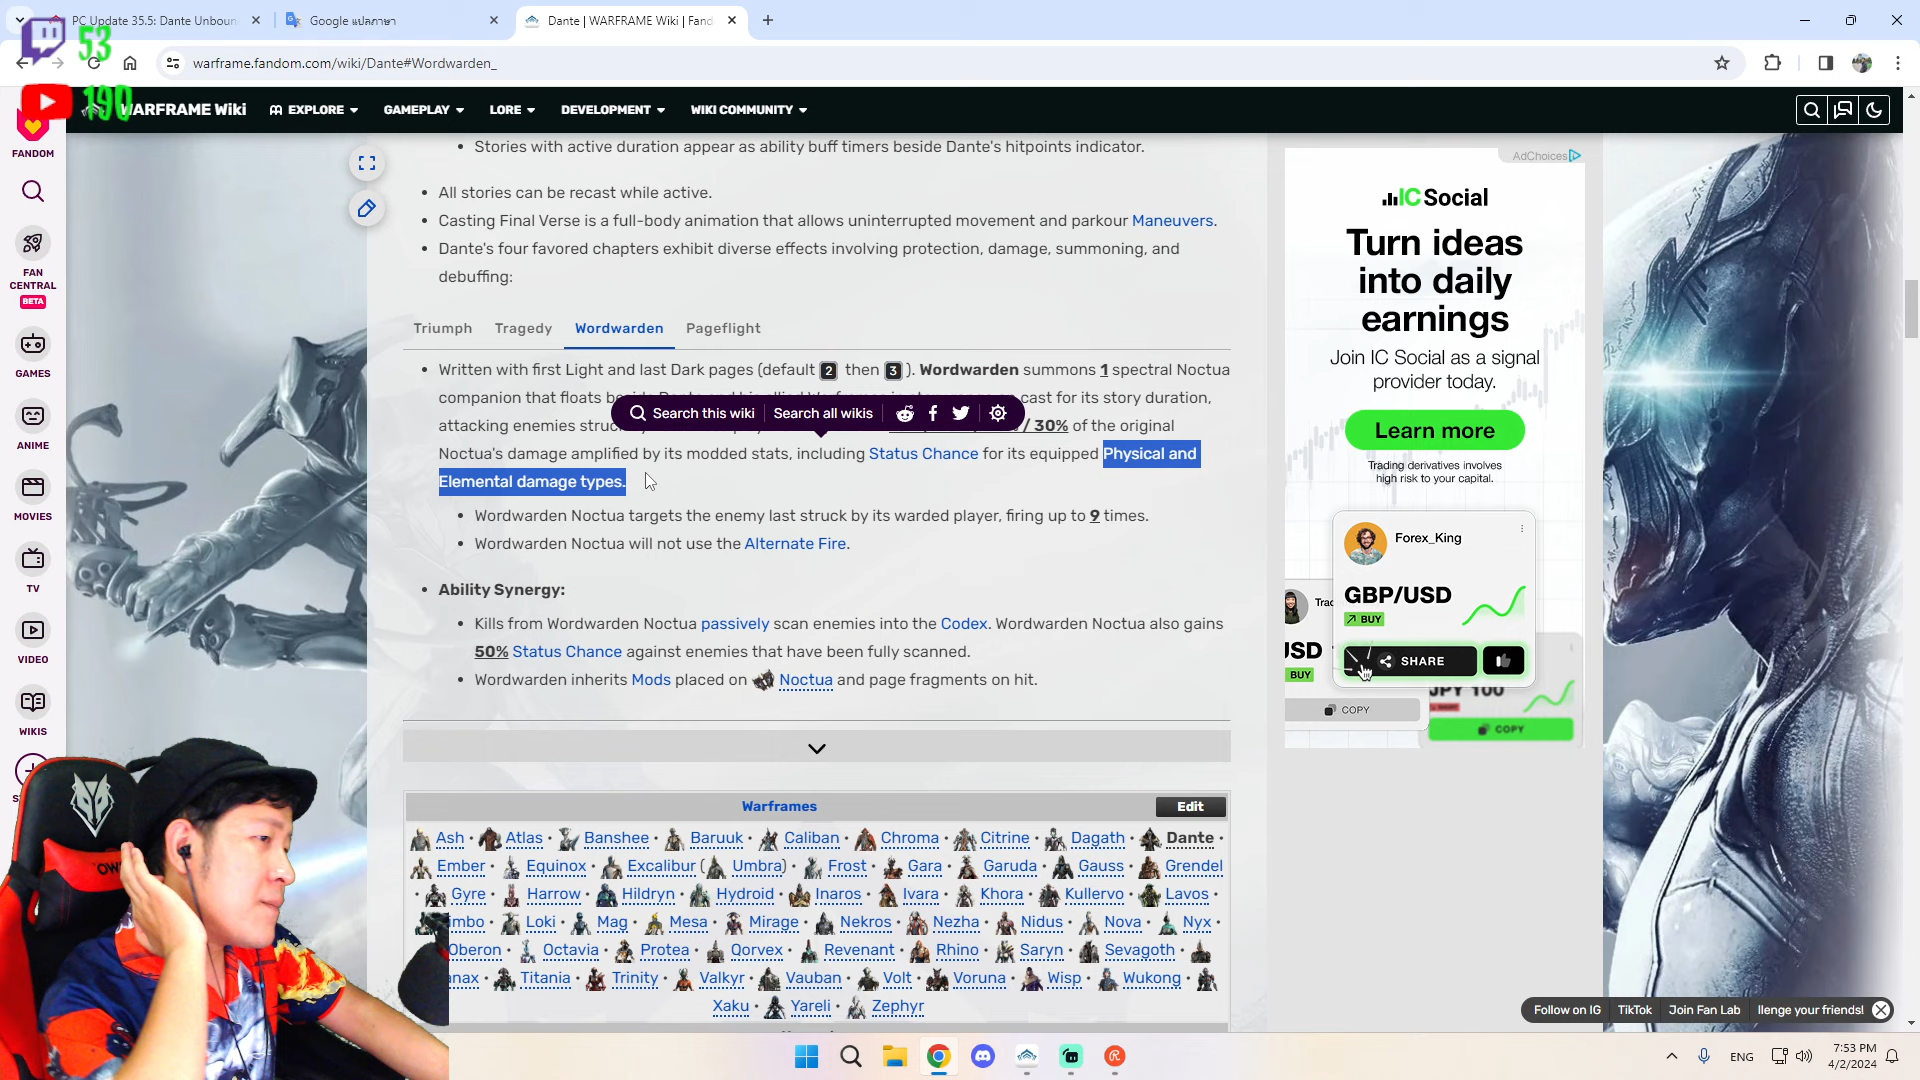 PC Update 35.5: Dante Unboun
Google แปลภาษา
Dante | WARFRAME Wiki | Fand
53
warframe.fandom.com/wiki/Dante#Wordwarden_
190
WARFRAME Wiki
EXPLORE
GAMEPLAY
LORE
DEVELOPMENT
WIKI COMMUNITY
FANDOM
FAN CENTRAL
BETA
GAMES
ANIME
MOVIES
TV
VIDEO
WIKIS
Stories with active duration appear as ability buff timers beside Dante's hitpoints indicator.
All stories can be recast while active.
Casting Final Verse is a full-body animation that allows uninterrupted movement and parkour Maneuvers.
Dante's four favored chapters exhibit diverse effects involving protection, damage, summoning, and
debuffing:
Triumph Tragedy Wordwarden Pageflight
Written with first Light and last Dark pages (default 2 then 3). Wordwarden summons 1 spectral Noctua
companion that floats cast for its story duration,
Search this wiki Search all wikis
attacking enemies / 30% of the original
Noctua's damage amplified by its modded stats, including Status Chance for its equipped Physical and
Elemental damage types.
Wordwarden Noctua targets the enemy last struck by its warded player, firing up to 9 times.
Wordwarden Noctua will not use the Alternate Fire.
Ability Synergy:
Kills from Wordwarden Noctua passively scan enemies into the Codex. Wordwarden Noctua also gains
50% Status Chance against enemies that have been fully scanned.
Wordwarden inherits Mods placed on Noctua and page fragments on hit.
Warframes
Edit
Ash • Atlas • Banshee • Baruuk • Caliban • Chroma • Citrine • Dagath • Dante •
Ember • Equinox • Excalibur ( Umbra) • Frost • Gara • Garuda • Gauss • Grendel
• Gyre • Harrow • Hildryn • Hydroid • Inaros • Ivara • Khora • Kullervo • Lavos •
imbo • Loki • Mag • Mesa • Mirage • Nekros • Nezha • Nidus • Nova • Nyx •
Oberon • Octavia • Protea • Qorvex • Revenant • Rhino • Saryn • Sevagoth •
anax • Titania • Trinity • Valkyr • Vauban • Volt • Voruna • Wisp • Wukong •
Xaku • Yareli • Zephyr
AdChoices
IC Social
Turn ideas
into daily
earnings
Join IC Social as a signal
provider today.
Learn more
Trading derivatives involves
high risk to your capital.
Forex_King
GBP/USD
BUY
SHARE
USD
BUY
JPY 100
COPY
COPY
Follow on IG TikTok Join Fan Lab llenge your friends!
ENG
7:53 PM
4/2/2024